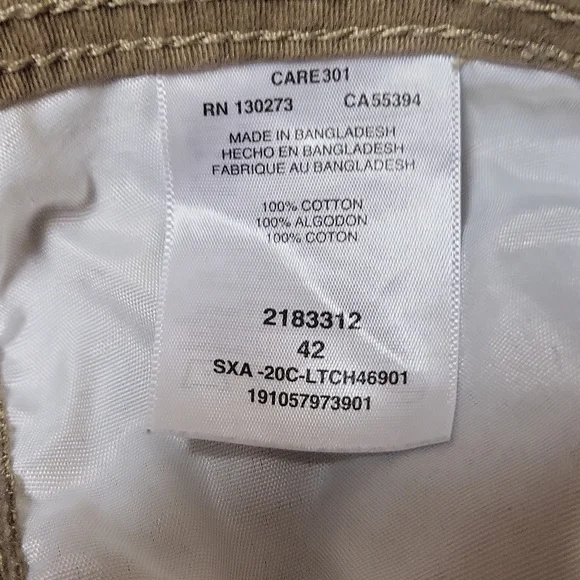 CARE301
RN 130273 CA55394
MADE IN BANGLADESH
HECHO EN BANGLADESH
FABRIQUE AU BANGLADESH
100% COTTON
100% ALGODON
100% COTON
2183312
42
SXA -20C-LTCH46901
191057973901